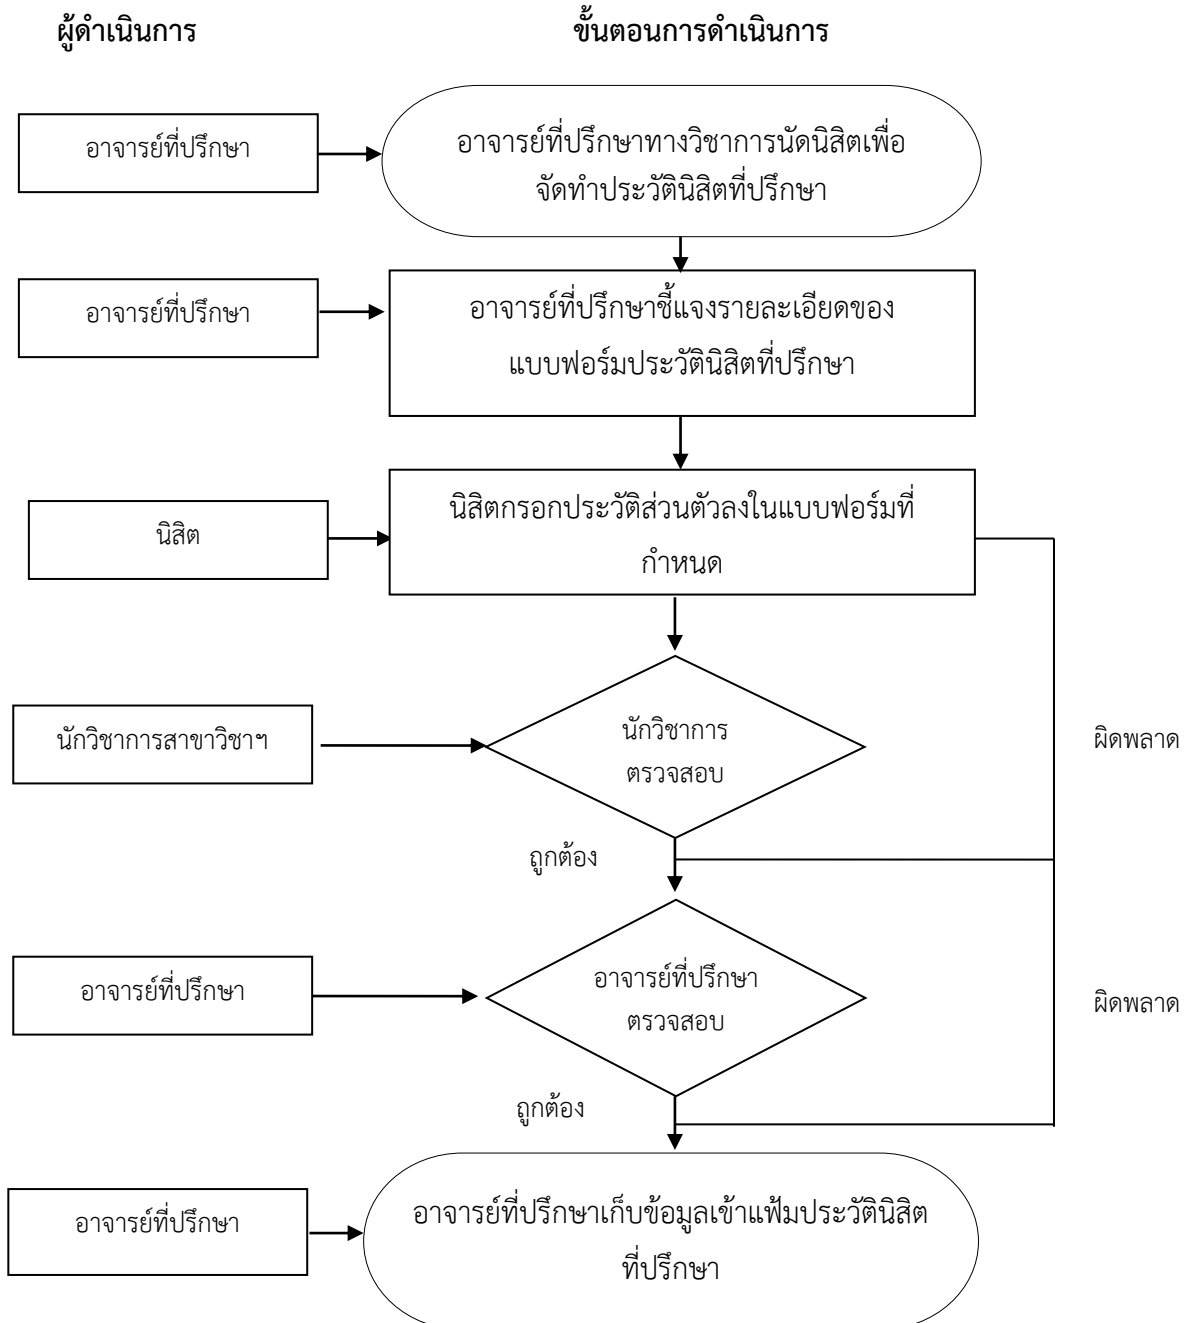 ผู้ดำเนินการ
ขั้นตอนการดำเนินการ
อาจารย์ที่ปรึกษา
อาจารย์ที่ปรึกษาทางวิชาการนัดนิสิตเพื่อ
จัดทำประวัตินิสิตที่ปรึกษา
อาจารย์ที่ปรึกษา
อาจารย์ที่ปรึกษาชี้แจงรายละเอียดของ
แบบฟอร์มประวัตินิสิตที่ปรึกษา
นิสิต
นิสิตกรอกประวัติส่วนตัวลงในแบบฟอร์มที่
กำหนด
นักวิชาการสาขาวิชาฯ
นักวิชาการ
ตรวจสอบ
ผิดพลาด
ถูกต้อง
อาจารย์ที่ปรึกษา
อาจารย์ที่ปรึกษา
ตรวจสอบ
ผิดพลาด
ถูกต้อง
อาจารย์ที่ปรึกษา
อาจารย์ที่ปรึกษาเก็บข้อมูลเข้าแฟ้มประวัตินิสิต
ที่ปรึกษา